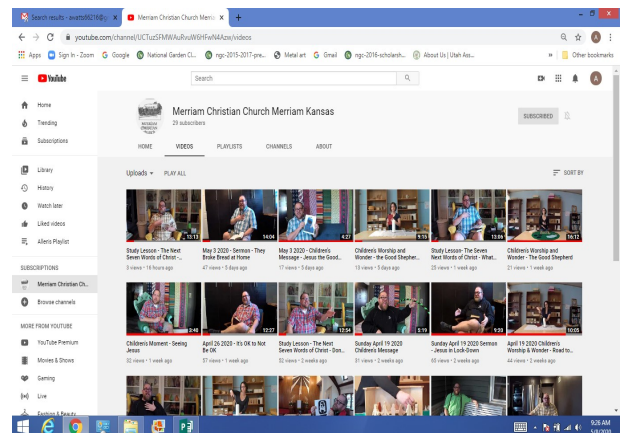 Search results - awatts66216@g
Merriam Christian Church Merri
youtube.com/channel/UCTuzSFMWAuRvuW6HFwN4Azw/videos
Apps Sign In - Zoom Google National Garden Cl... ngc-2015-2017-pre... Metal art Gmail ngc-2016-scholarsh... About Us | Utah Ass... » Other bookmarks
YouTube
Search
A
Home
Trending
Subscriptions
Library
History
Watch later
Liked videos
Allens Playlist
SUBSCRIPTIONS
Merriam Christian Ch...
Browse channels
MORE FROM YOUTUBE
YouTube Premium
Movies & Shows
Gaming
Live
Fashion & Beauty
Merriam Christian Church Merriam Kansas
29 subscribers
SUBSCRIBED
HOME VIDEOS PLAYLISTS CHANNELS ABOUT
Uploads PLAY ALL SORT BY
13:13 14:04 4:27 9:15 13:06 16:12
Study Lesson - The Next Seven Words of Christ -...
3 views • 16 hours ago
May 3 2020 - Sermon - They Broke Bread at Home
47 views • 5 days ago
May 3 2020 - Children's Message - Jesus the Good...
17 views • 5 days ago
Children's Worship and Wonder - the Good Shepher...
13 views • 5 days ago
Study Lesson- The Seven Next Words of Christ - What...
20 views • 1 week ago
Children's Worship and Wonder - The Good Shepherd
21 views • 1 week ago
3:40 12:27 12:54 5:19 9:20 10:05
Children's Moment - Seeing Jesus
32 views • 1 week ago
April 26 2020 - It's OK to Not Be OK
57 views • 1 week ago
Study Lesson - The Next Seven Words of Christ - Don...
52 views • 2 weeks ago
Sunday April 19 2020 Children's Message
31 views • 2 weeks ago
Sunday April 19 2020 Sermon - Jesus in Lock-Down
65 views • 2 weeks ago
April 19 2020 Children's Worship & Wonder - Road to...
44 views • 2 weeks ago
9:26 AM
5/8/2020